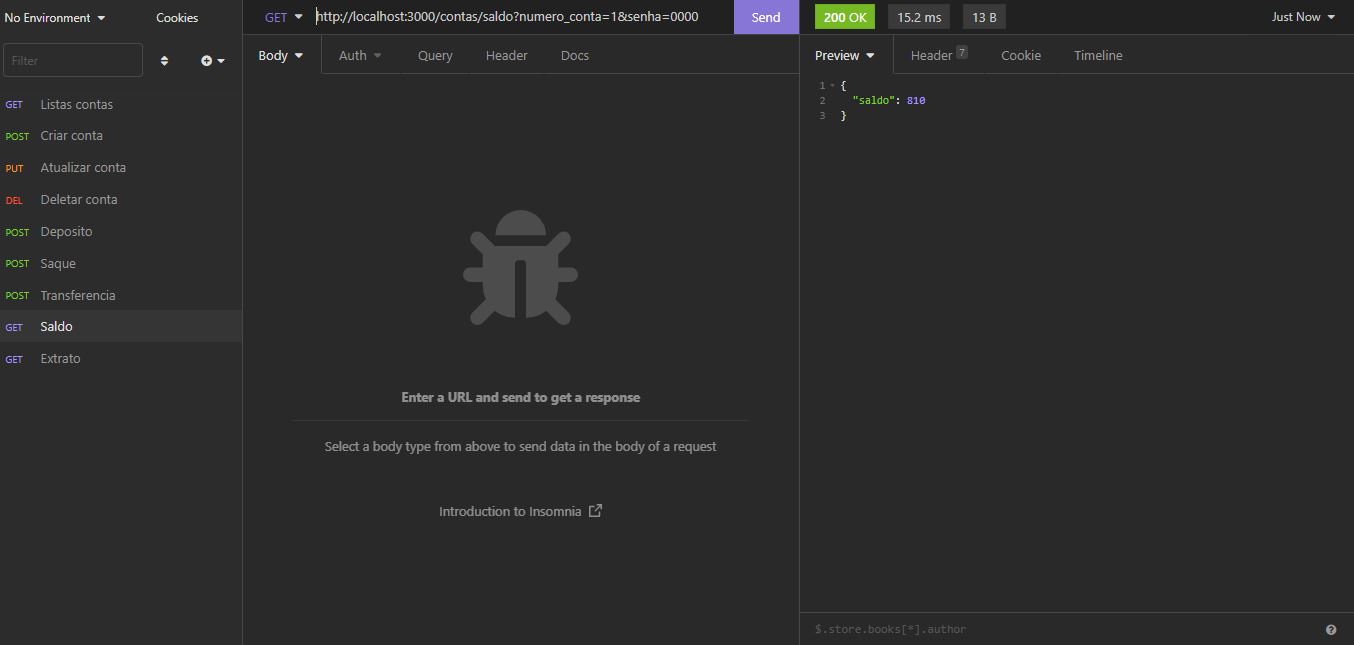 No Environment
Cookies
Filter
GET Listas contas
POST Criar conta
PUT Atualizar conta
DEL Deletar conta
POST Deposito
POST Saque
POST Transferencia
GET Saldo
GET Extrato
GET http://localhost:3000/contas/saldo?numero_conta=1&senha=0000 Send
Body Auth Query Header Docs
Enter a URL and send to get a response
Select a body type from above to send data in the body of a request
Introduction to Insomnia
200 OK 15.2 ms 13 B Just Now
Preview Header 7 Cookie Timeline
1 {
2 "saldo": 810
3 }
$.store.books[*].author ?